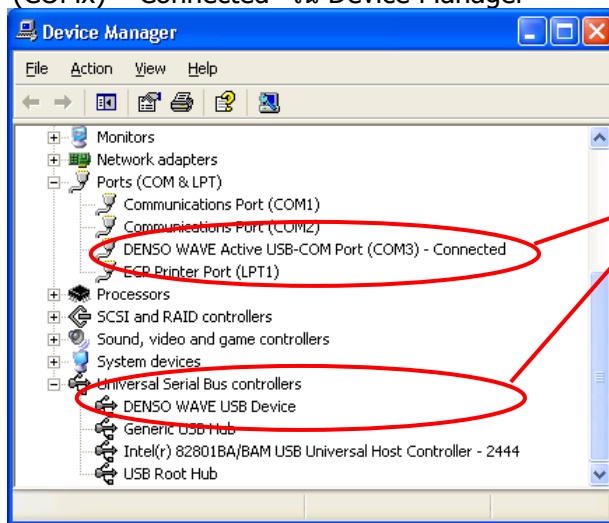 (COMx) – Connected" ใน Device Manager
Device Manager
File Action View Help
Monitors
Network adapters
Ports (COM & LPT)
Communications Port (COM1)
Communications Port (COM2)
DENSO WAVE Active USB-COM Port (COM3) - Connected
ECP Printer Port (LPT1)
Processors
SCSI and RAID controllers
Sound, video and game controllers
System devices
Universal Serial Bus controllers
DENSO WAVE USB Device
Generic USB Hub
Intel(r) 82801BA/BAM USB Universal Host Controller - 2444
USB Root Hub